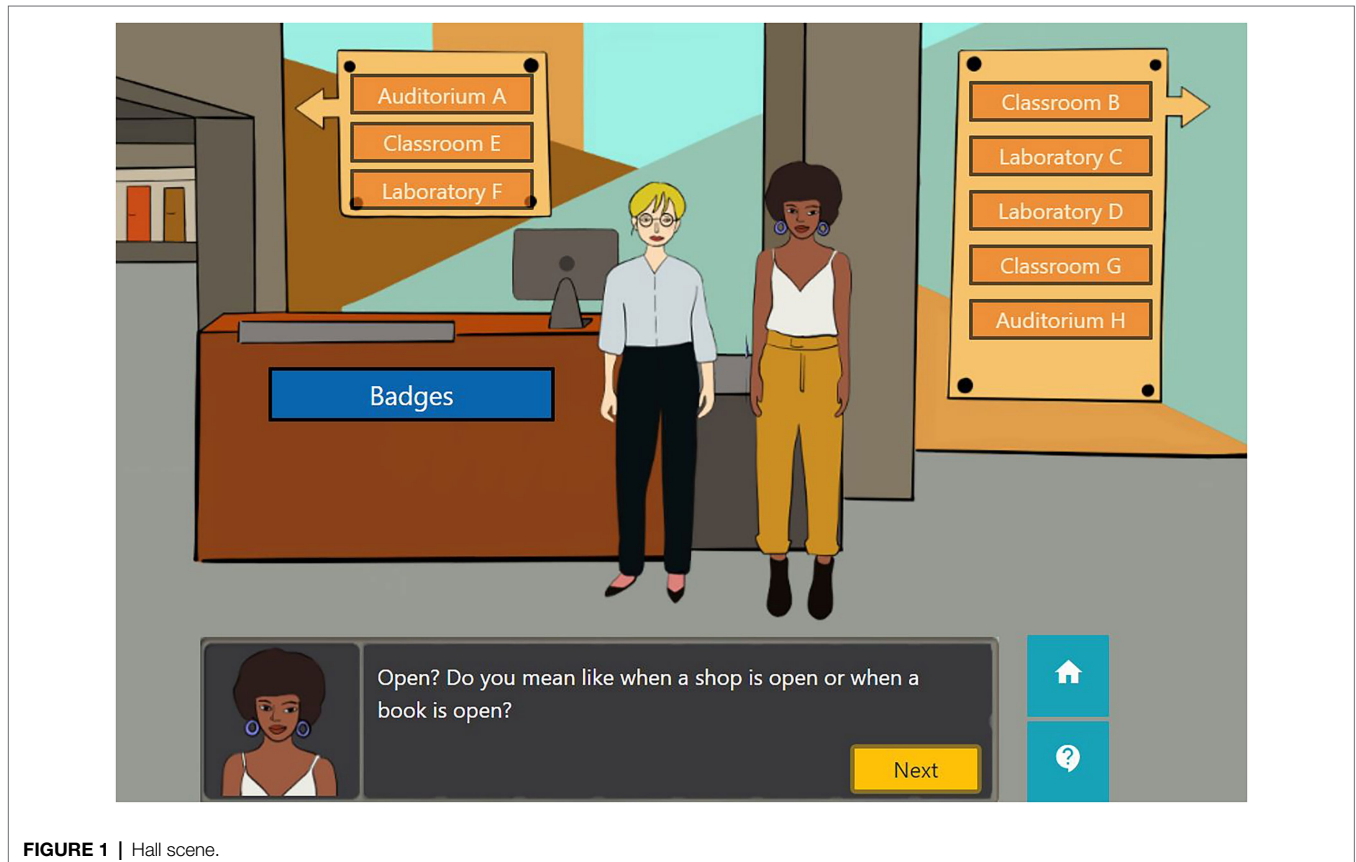 Auditorium A
Classroom E
Laboratory F
Classroom B
Laboratory C
Laboratory D
Classroom G
Auditorium H
Badges
Open? Do you mean like when a shop is open or when a
book is open?
Next
FIGURE 1 | Hall scene.